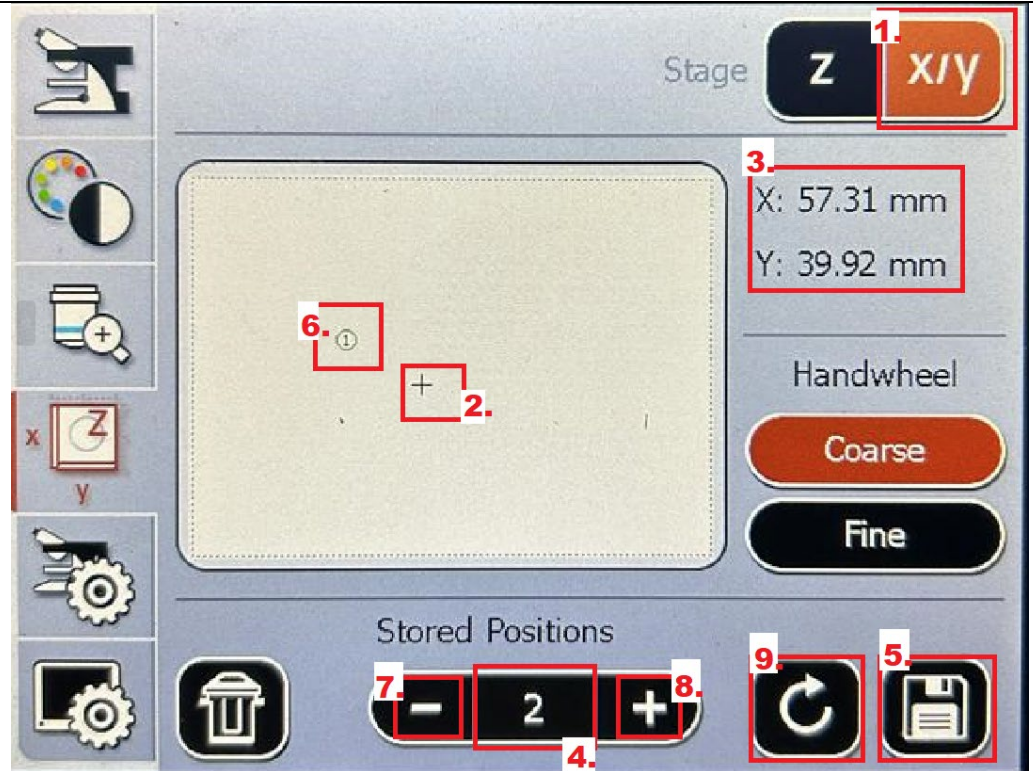 1.
Stage Z X/Y
3.
X: 57.31 mm
Y: 39.92 mm
6. 1
2.
Handwheel
x Z
y
Coarse
Fine
Stored Positions
7. - 2 + 8. 9. 5.
4.